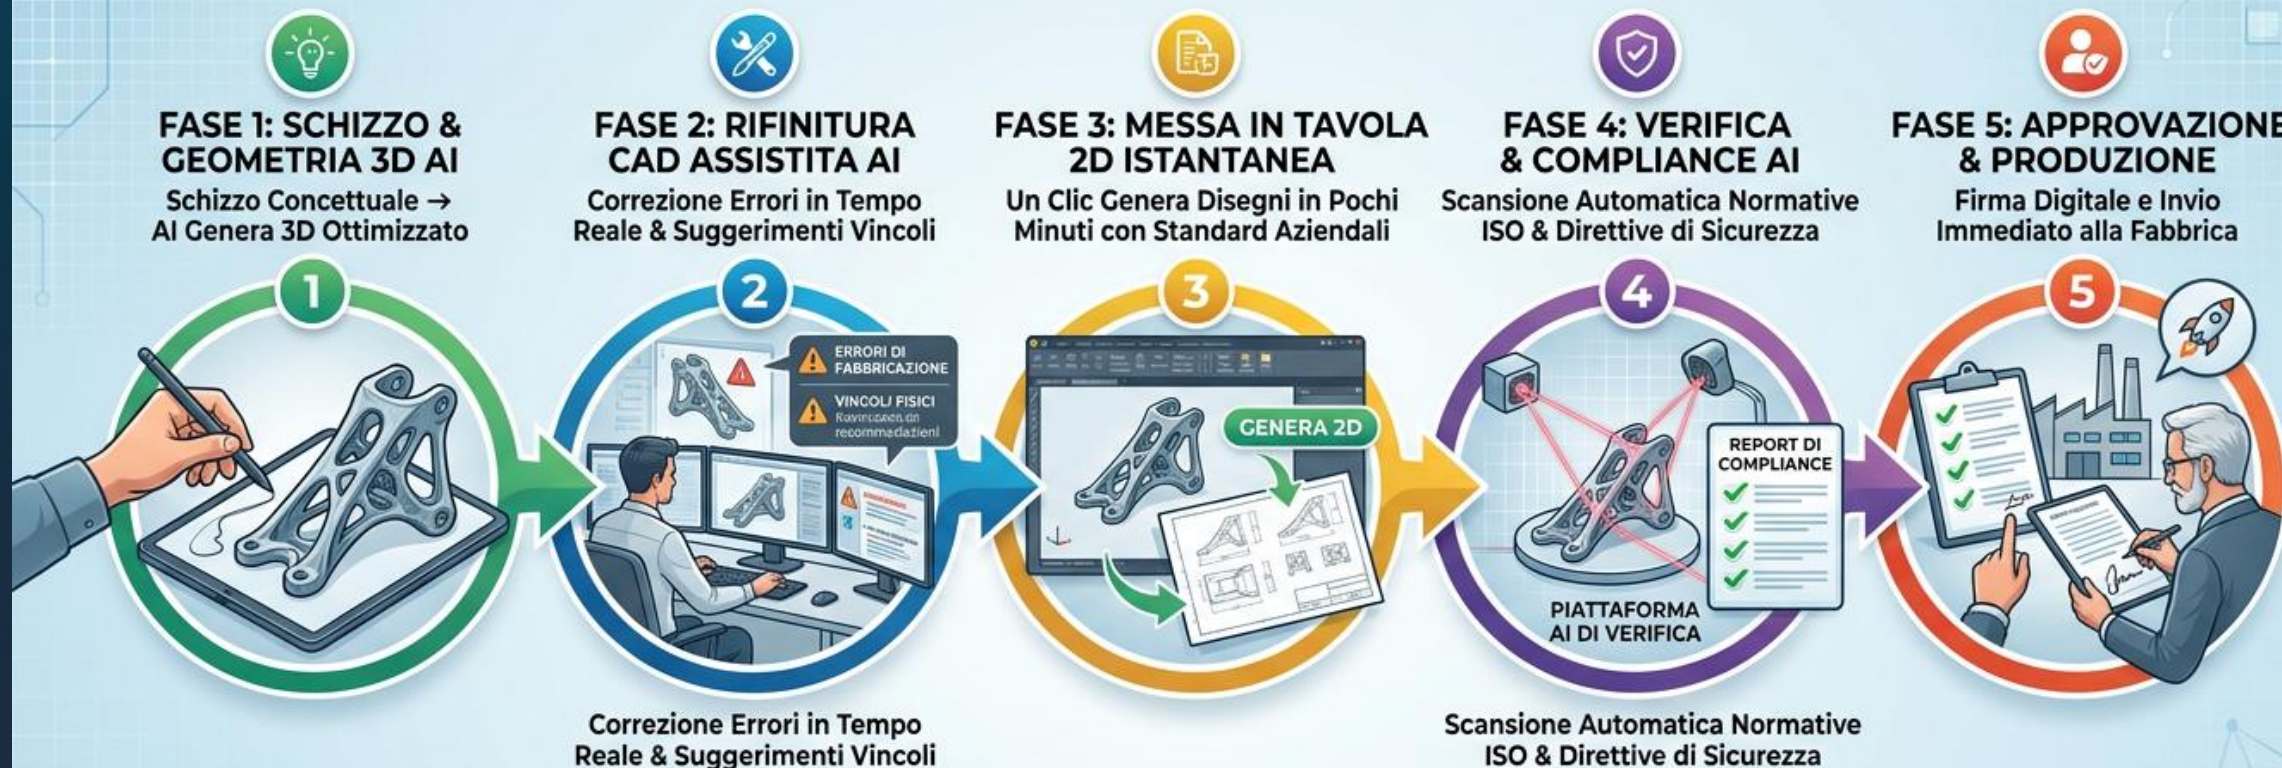 FASE 1: SCHIZZO &
GEOMETRIA 3D AI
Schizzo Concettuale →
AI Genera 3D Ottimizzato
1
FASE 2: RIFINITURA
CAD ASSISTITA AI
Correzione Errori in Tempo
Reale & Suggerimenti Vincoli
2
ERRORI DI
FABBRICAZIONE
VINCOLI FISICI
Correzione Errori in Tempo
Reale & Suggerimenti Vincoli
FASE 3: MESSA IN TAVOLA
2D ISTANTANEA
Un Clic Genera Disegni in Pochi
Minuti con Standard Aziendali
3
GENERA 2D
FASE 4: VERIFICA
& COMPLIANCE AI
Scansione Automatica Normative
ISO & Direttive di Sicurezza
4
REPORT DI
COMPLIANCE
PIATTAFORMA
AI DI VERIFICA
Scansione Automatica Normative
ISO & Direttive di Sicurezza
FASE 5: APPROVAZIONE
& PRODUZIONE
Firma Digitale e Invio
Immediato alla Fabbrica
5